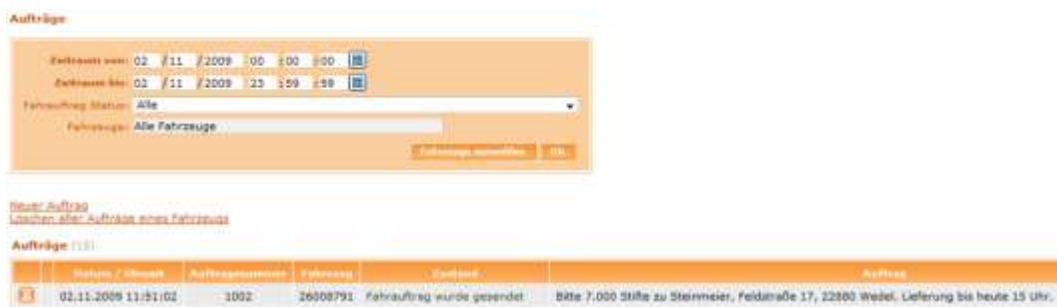 Aufträge
Zeitraum von: 02 / 11 / 2009 00 : 00 : 00
Zeitraum bis: 02 / 11 / 2009 23 : 59 : 59
Fahrauftrag Status: Alle
Fahrzeuge: Alle Fahrzeuge
Fahrzeuge auswählen OK
Neuer Auftrag
Löschen aller Aufträge eines Fahrzeugs
Aufträge
Datum / Uhrzeit Auftragsnummer Fahrzeug Zustand Auftrag
02.11.2009 11:51:02 1002 26008791 Fahrauftrag wurde gesendet Bitte 7.000 Stifte zu Steinmeier, Feldstraße 17, 22880 Wedel. Lieferung bis heute 15 Uhr.